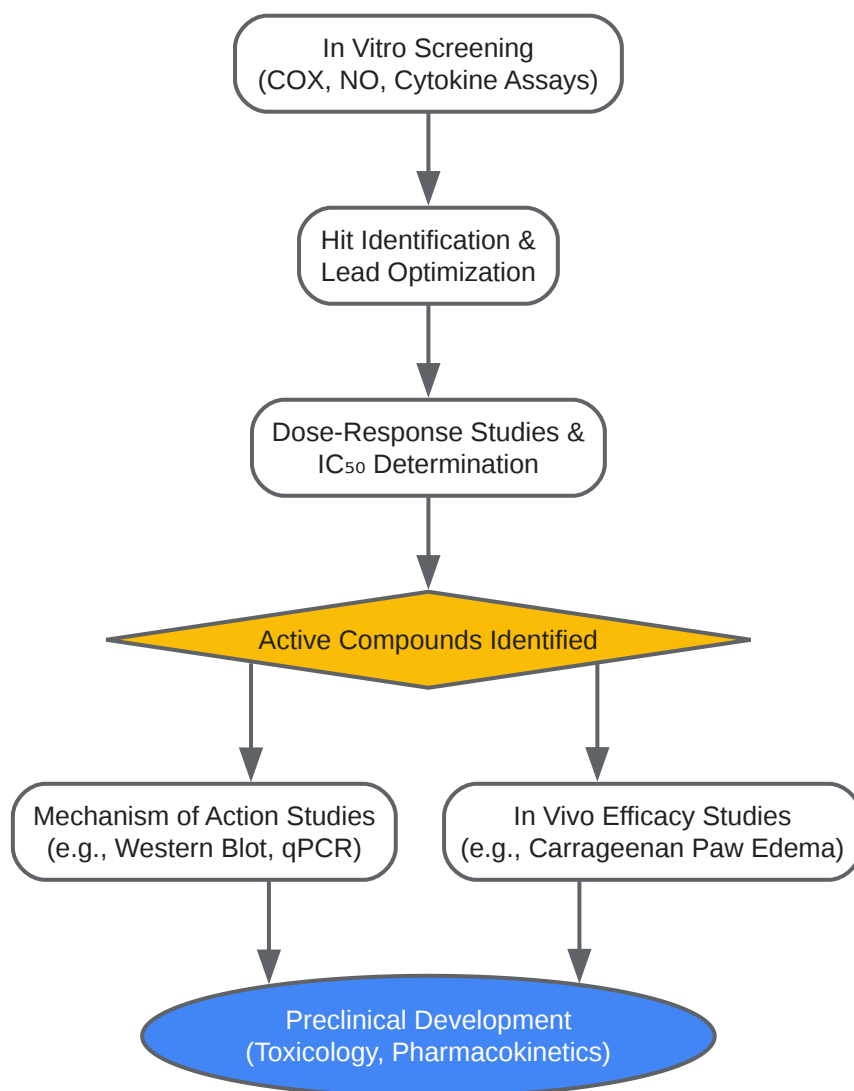 In Vitro Screening
(COX, NO, Cytokine Assays)
Hit Identification &
Lead Optimization
Dose-Response Studies &
IC₅₀ Determination
Active Compounds Identified
Mechanism of Action Studies
(e.g., Western Blot, qPCR)
In Vivo Efficacy Studies
(e.g., Carrageenan Paw Edema)
Preclinical Development
(Toxicology, Pharmacokinetics)